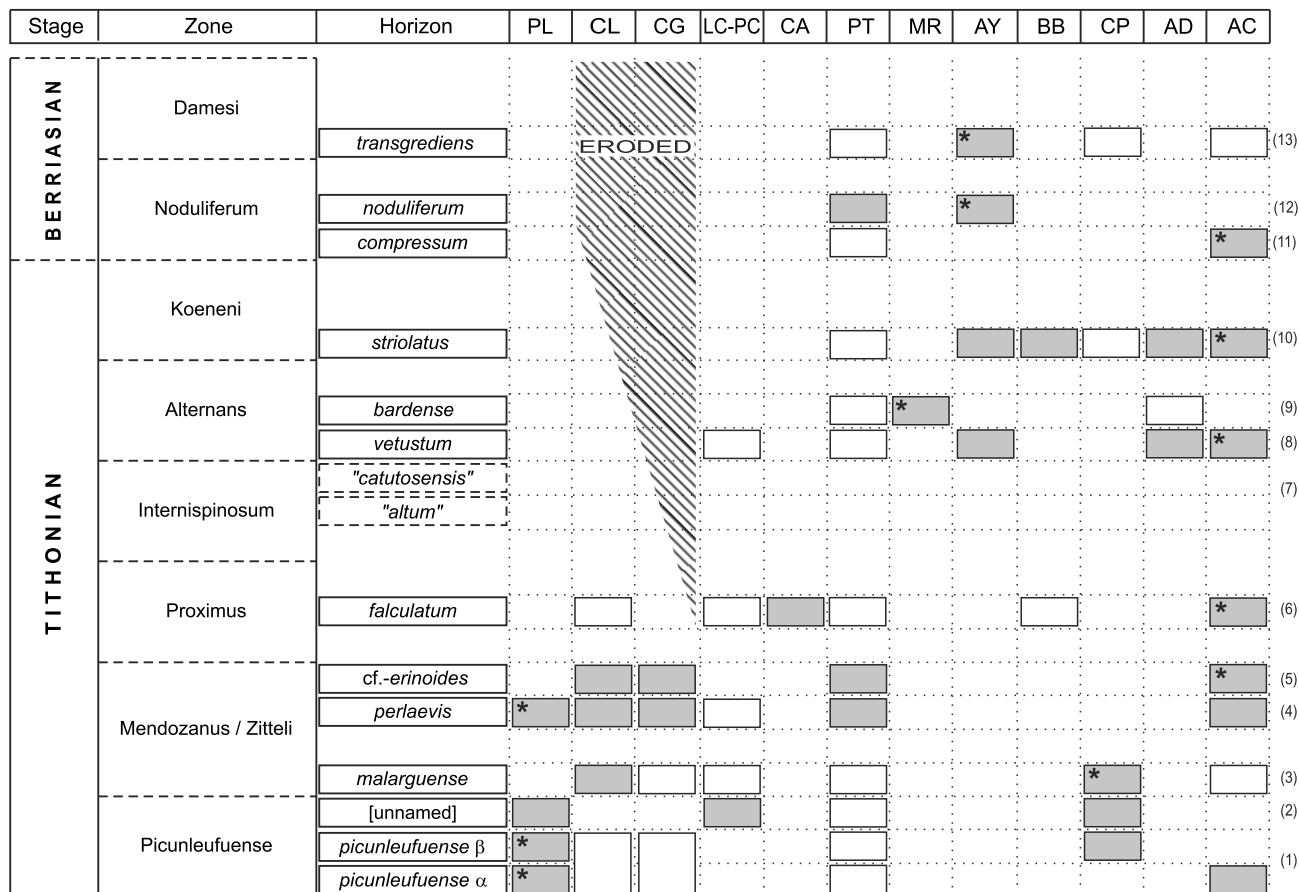 Stage Zone Horizon PL CL CG LC-PC CA PT MR AY BB CP AD AC
BERRIASIAN
Damesi
transgrediens ERODED * (13)
Noduliferum noduliferum * (12)
compressum * (11)
TITHONIAN
Koeneni
striolatus * (10)
Alternans bardense * (9)
vetustum * (8)
"catutosensis" (7)
Internispinosum "altum"
Proximus falculatum * (6)
cf.-erinoides * (5)
Mendozanus / Zitteli perlaevis * (4)
malarguense * (3)
[unnamed] (2)
Picunleufuense picunleufuense β * (1)
picunleufuense α *